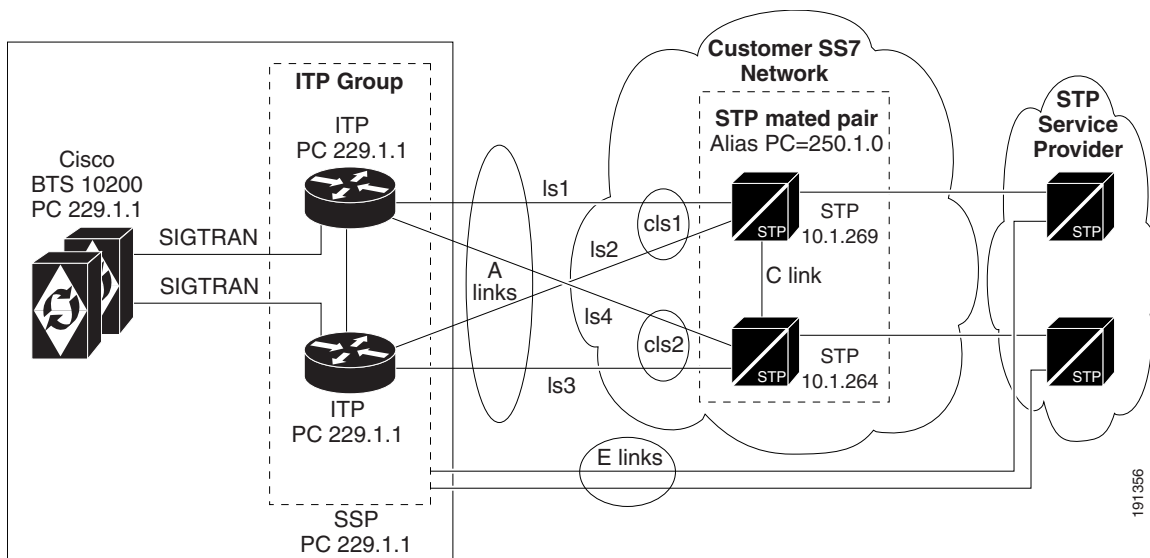 ITP Group
ITP
PC 229.1.1
Cisco
BTS 10200
PC 229.1.1
SIGTRAN
SIGTRAN
ITP
PC 229.1.1
SSP
PC 229.1.1
A
links
ls1
ls2
ls4
ls3
cls1
cls2
E links
Customer SS7
Network
STP mated pair
Alias PC=250.1.0
STP
STP
10.1.269
C link
STP
STP
10.1.264
STP
Service
Provider
STP
STP
191356